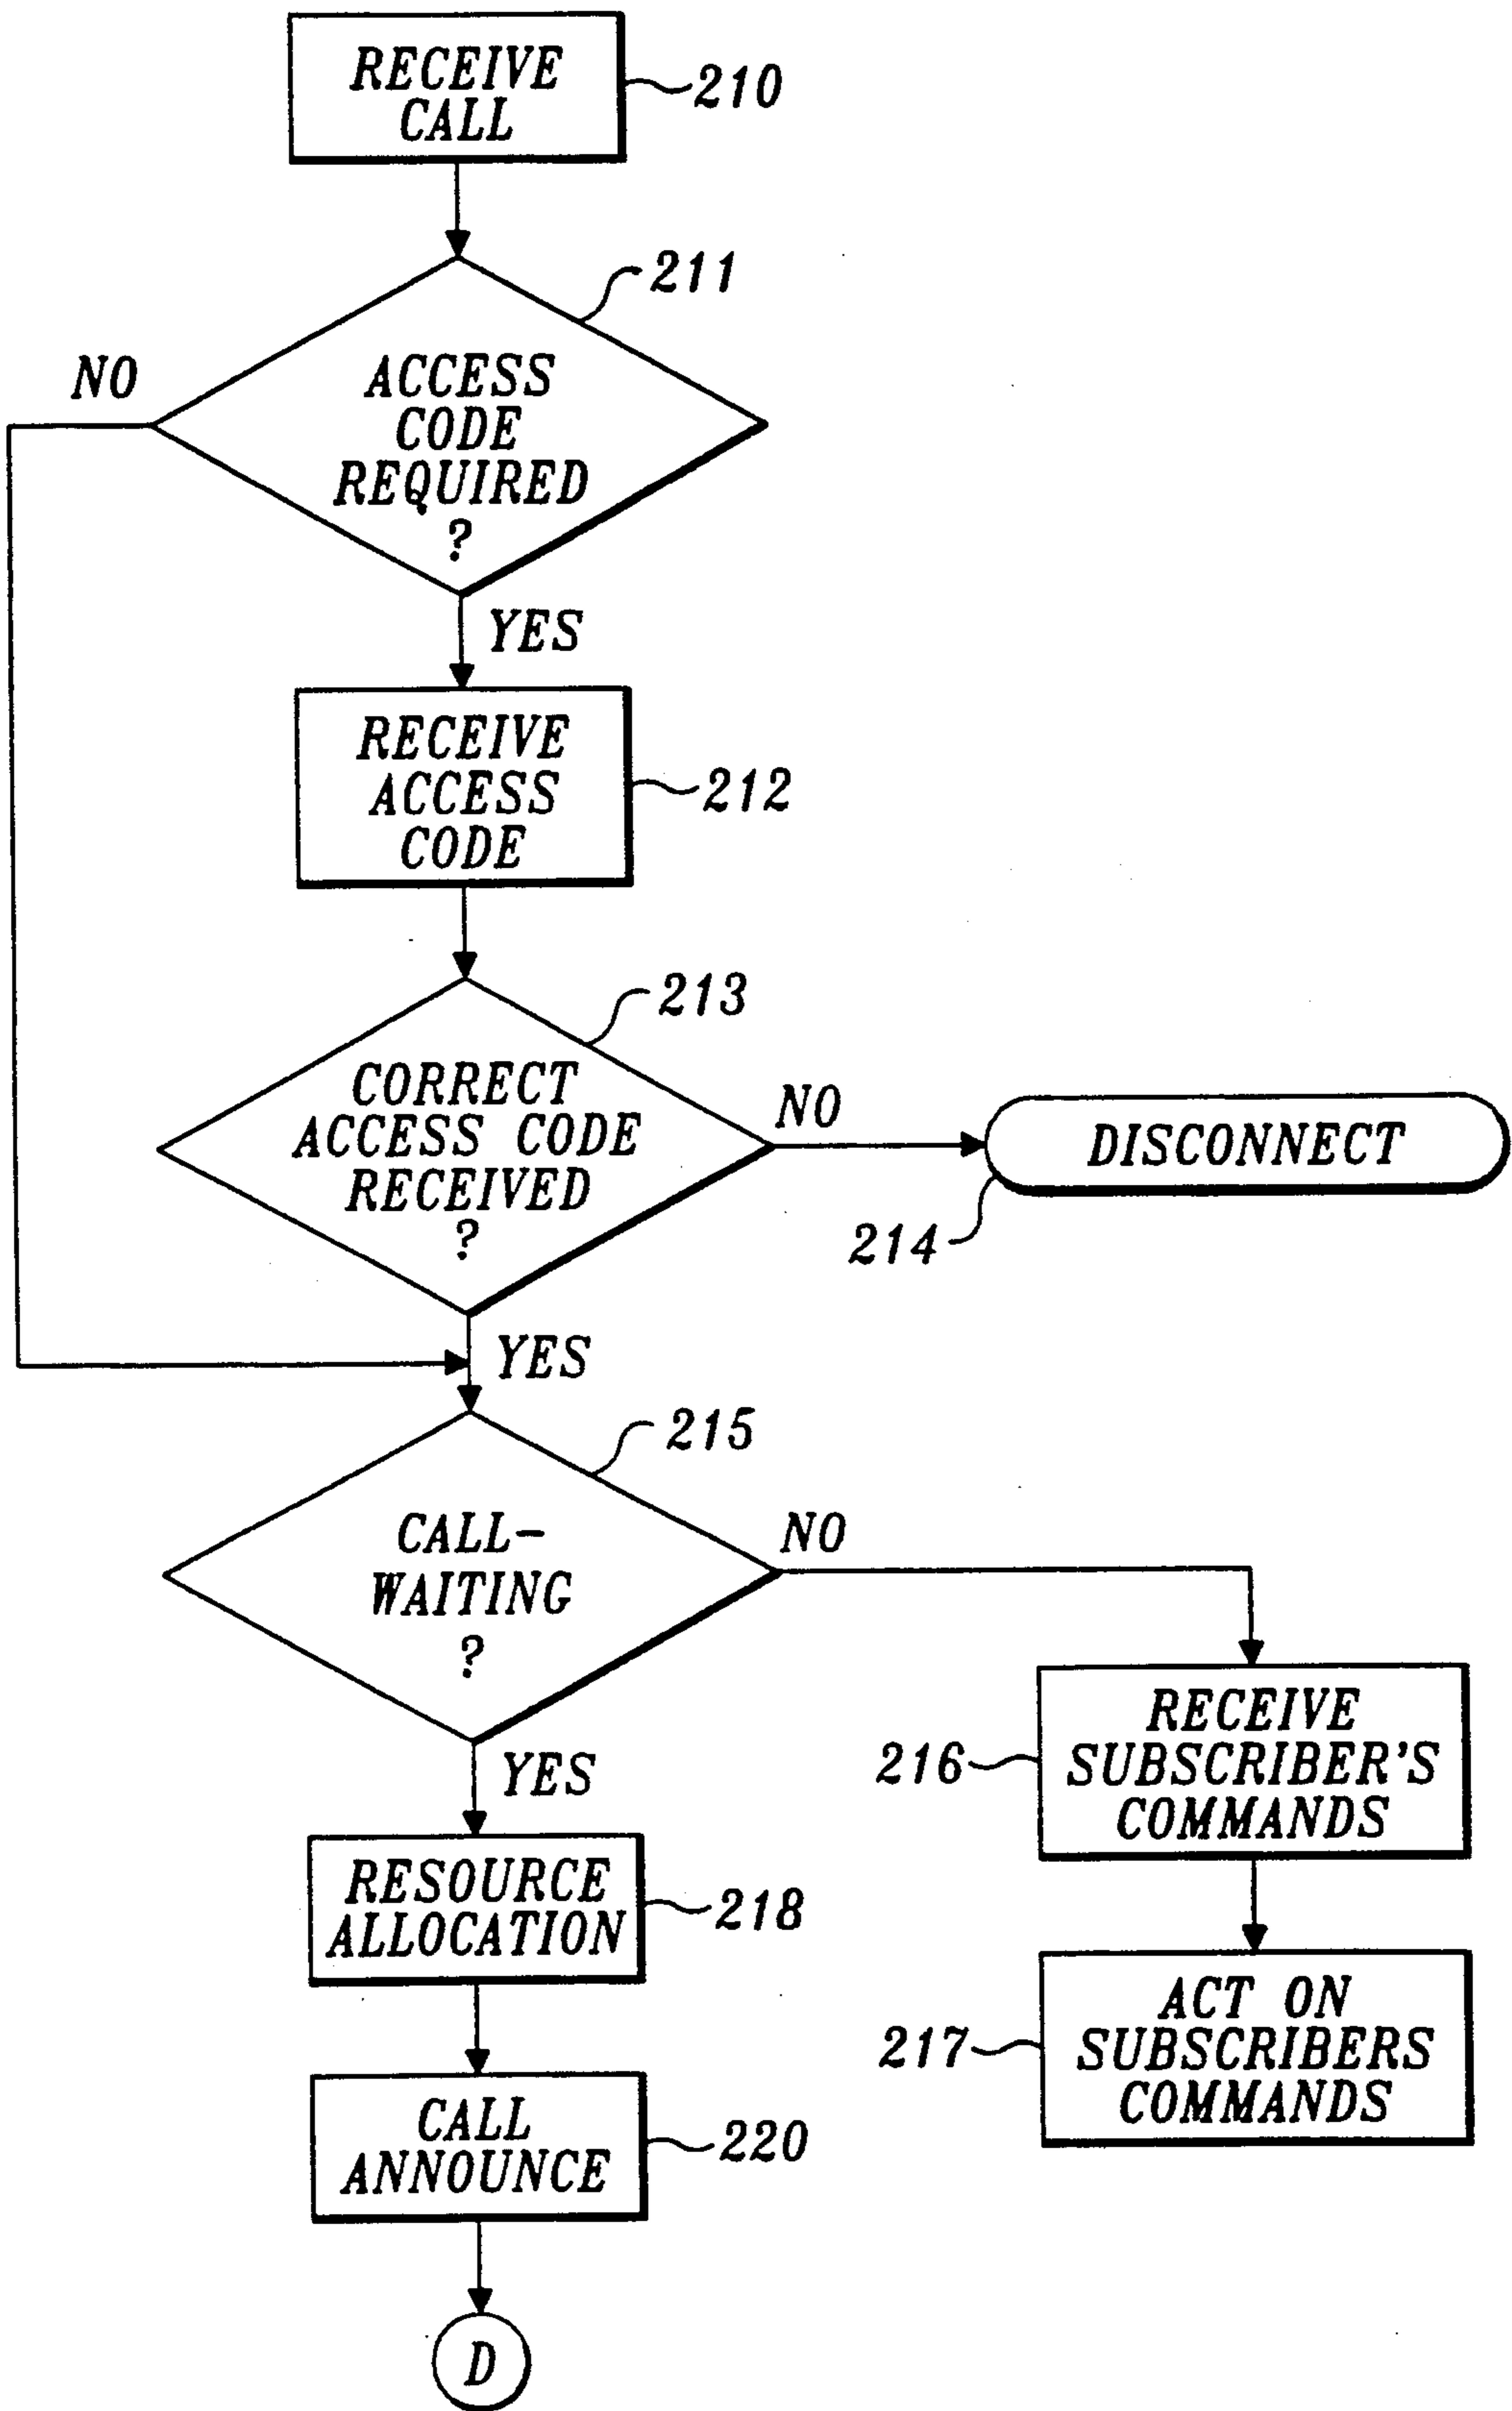 RECEIVE
CALL
210
211
NO
ACCESS
CODE
REQUIRED
?
YES
RECEIVE
ACCESS
CODE
212
213
CORRECT
ACCESS CODE
RECEIVED
?
NO
DISCONNECT
214
YES
215
CALL-
WAITING
?
NO
RECEIVE
SUBSCRIBER'S
COMMANDS
216
YES
RESOURCE
ALLOCATION
218
ACT ON
SUBSCRIBERS
COMMANDS
217
CALL
ANNOUNCE
220
D